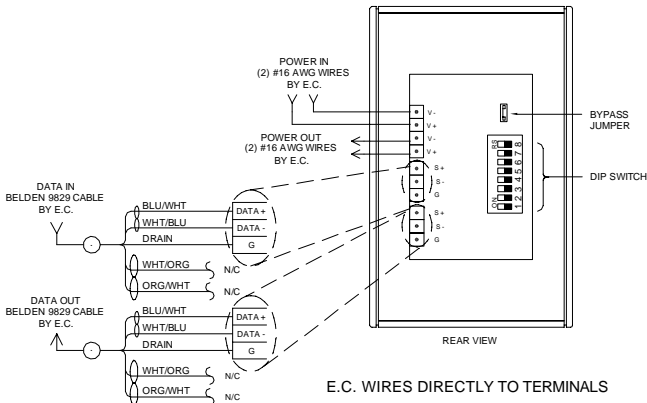 POWER IN
(2) #16 AWG WIRES
BY E.C.
V-
V+
V-
V+
POWER OUT
(2) #16 AWG WIRES
BY E.C.
S+
S-
G
S+
S-
G
BYPASS
JUMPER
RS
ON
1 2 3 4 5 6 7 8
DIP SWITCH
DATA IN
BELDEN 9829 CABLE
BY E.C.
BLU/WHT
WHT/BLU
DRAIN
WHT/ORG
ORG/WHT
DATA+
DATA -
G
N/C
N/C
DATA OUT
BELDEN 9829 CABLE
BY E.C.
BLU/WHT
WHT/BLU
DRAIN
WHT/ORG
ORG/WHT
DATA+
DATA -
G
N/C
N/C
REAR VIEW
E.C. WIRES DIRECTLY TO TERMINALS